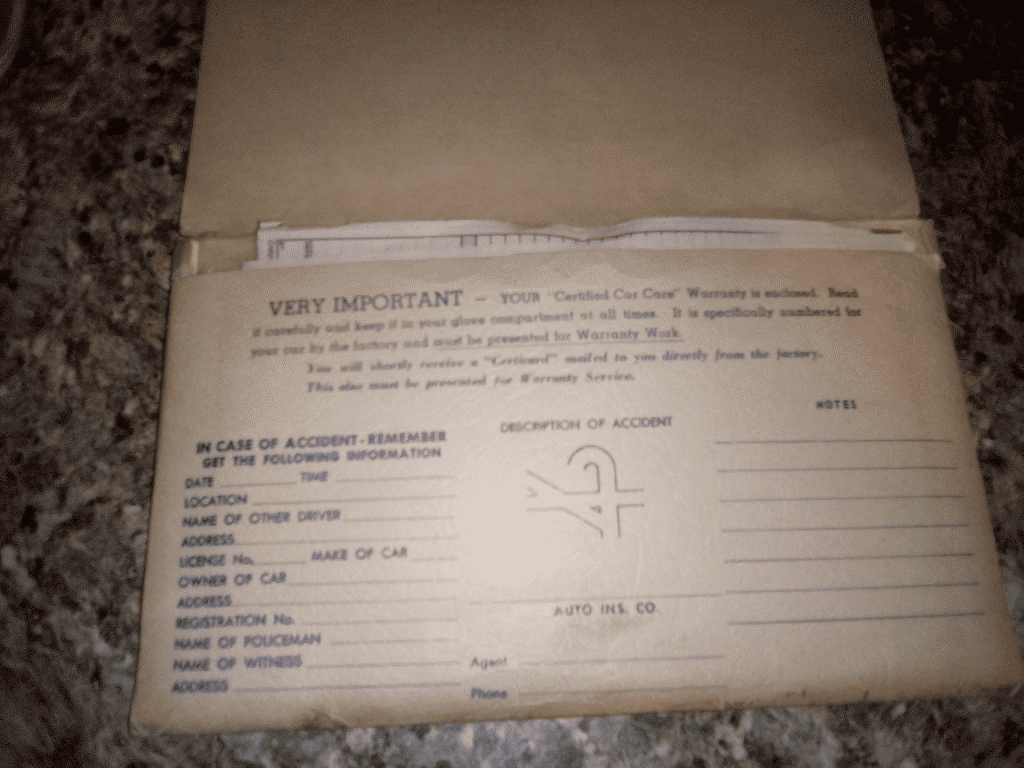 VERY IMPORTANT — YOUR "Certified Car Care" Warranty is enclosed. Read
it carefully and keep it in your glove compartment at all times. It is specifically numbered for
your car by the factory and must be presented for Warranty Work.
You will shortly receive a "Certicard" mailed to you directly from the factory.
This also must be presented for Warranty Service.
IN CASE OF ACCIDENT-REMEMBER
GET THE FOLLOWING INFORMATION
DATE TIME
LOCATION
NAME OF OTHER DRIVER
ADDRESS
LICENSE No. MAKE OF CAR
OWNER OF CAR
ADDRESS
REGISTRATION No.
NAME OF POLICEMAN
NAME OF WITNESS
ADDRESS
DESCRIPTION OF ACCIDENT
AUTO INS. CO.
Agent
Phone
NOTES